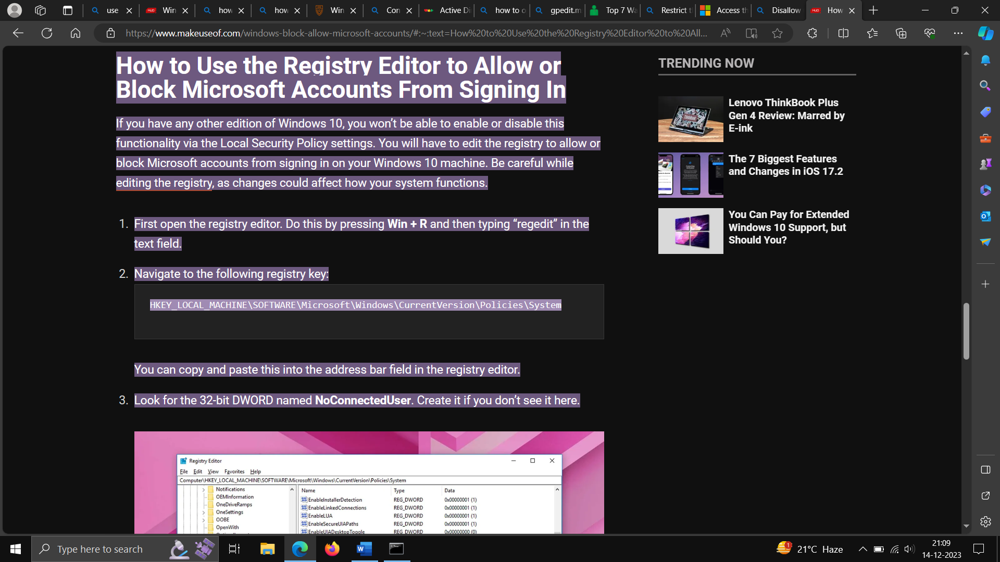 use
Win
how
how
Win
Con
Active Di
how to o
gpedit.m
Top 7 Wa
Restrict t
Access th
Disallow
How
https://www.makeuseof.com/windows-block-allow-microsoft-accounts/#:~:text=How%20to%20Use%20the%20Registry%20Editor%20to%20All...
How to Use the Registry Editor to Allow or
Block Microsoft Accounts From Signing In
If you have any other edition of Windows 10, you won’t be able to enable or disable this
functionality via the Local Security Policy settings. You will have to edit the registry to allow or
block Microsoft accounts from signing in on your Windows 10 machine. Be careful while
editing the registry, as changes could affect how your system functions.
1. First open the registry editor. Do this by pressing Win + R and then typing “regedit” in the
text field.
2. Navigate to the following registry key:
HKEY_LOCAL_MACHINE\SOFTWARE\Microsoft\Windows\CurrentVersion\Policies\System
You can copy and paste this into the address bar field in the registry editor.
3. Look for the 32-bit DWORD named NoConnectedUser. Create it if you don’t see it here.
Registry Editor
File Edit View Favorites Help
Computer\HKEY_LOCAL_MACHINE\SOFTWARE\Microsoft\Windows\CurrentVersion\Policies\System
Notifications
OEMInformation
OneDriveRamps
OneSettings
OOBE
OpenWith
Name Type Data
EnableInstallerDetection REG_DWORD 0x00000001 (1)
EnableLinkedConnections REG_DWORD 0x00000001 (1)
EnableLUA REG_DWORD 0x00000001 (1)
EnableSecureUIAPaths REG_DWORD 0x00000001 (1)
EnableUIADesktopToggle REG_DWORD 0x00000000 (0)
TRENDING NOW
Lenovo ThinkBook Plus
Gen 4 Review: Marred by
E-ink
The 7 Biggest Features
and Changes in iOS 17.2
You Can Pay for Extended
Windows 10 Support, but
Should You?
Type here to search
1
21°C Haze
21:09
14-12-2023